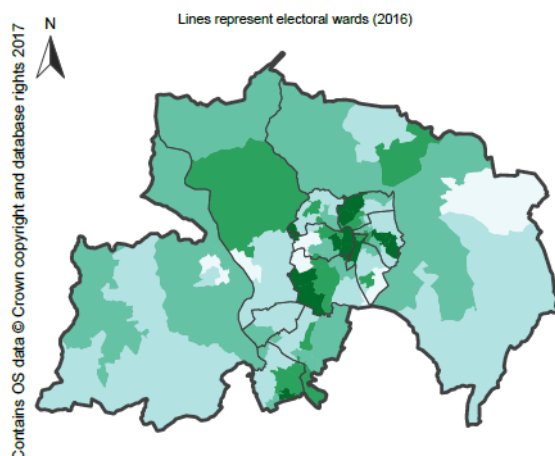 Lines represent electoral wards (2016)
N
Contains OS data © Crown copyright and database rights 2017